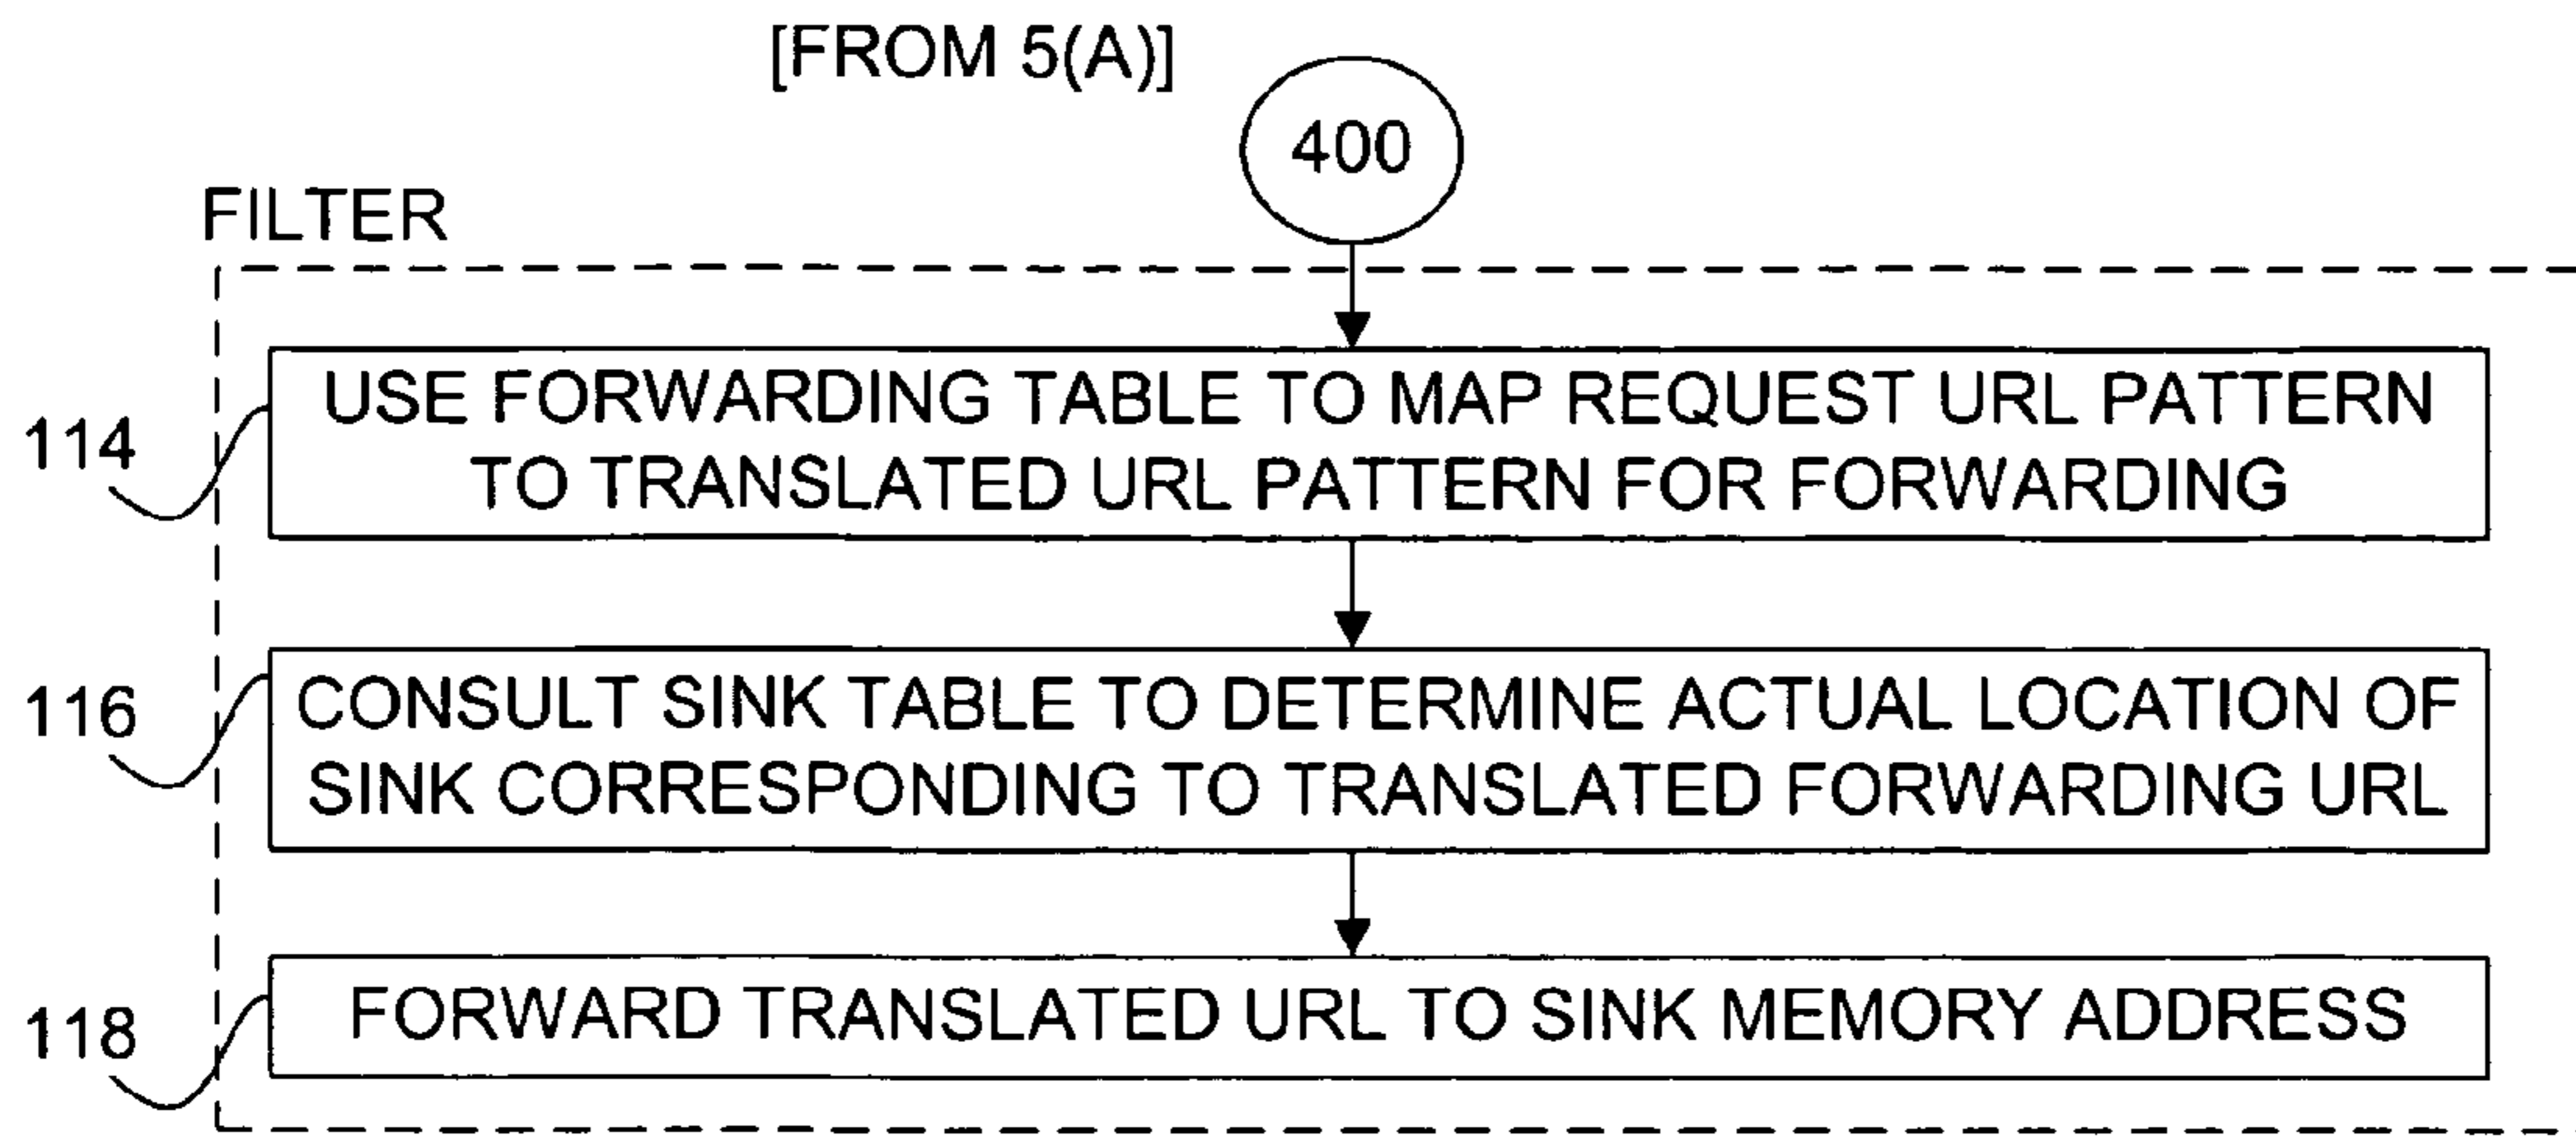 [FROM 5(A)]
400
FILTER
114
USE FORWARDING TABLE TO MAP REQUEST URL PATTERN
TO TRANSLATED URL PATTERN FOR FORWARDING
116
CONSULT SINK TABLE TO DETERMINE ACTUAL LOCATION OF
SINK CORRESPONDING TO TRANSLATED FORWARDING URL
118
FORWARD TRANSLATED URL TO SINK MEMORY ADDRESS